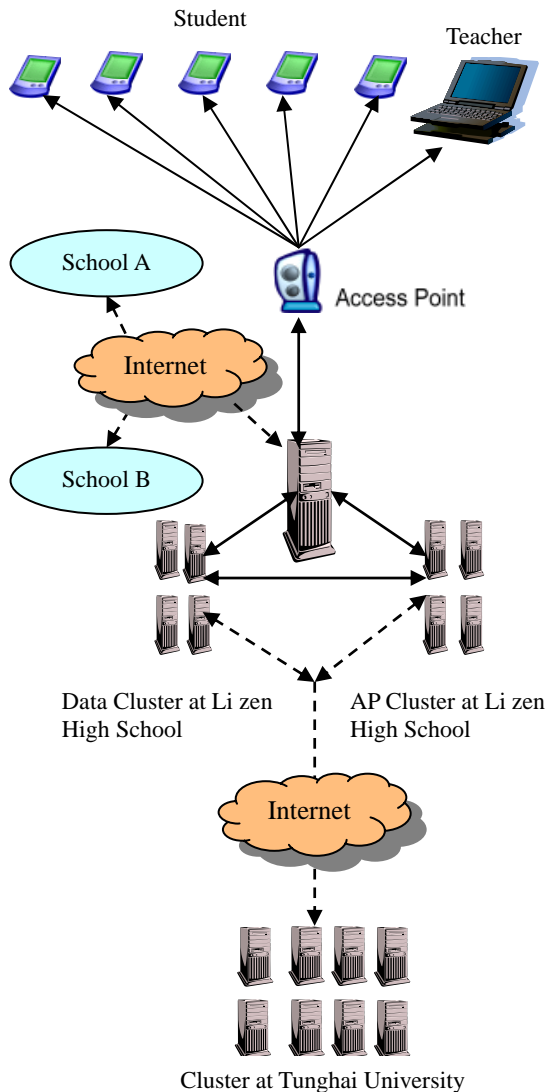 Student
Teacher
School A
Access Point
Internet
School B
Data Cluster at Li zen
High School
AP Cluster at Li zen
High School
Internet
Cluster at Tunghai University